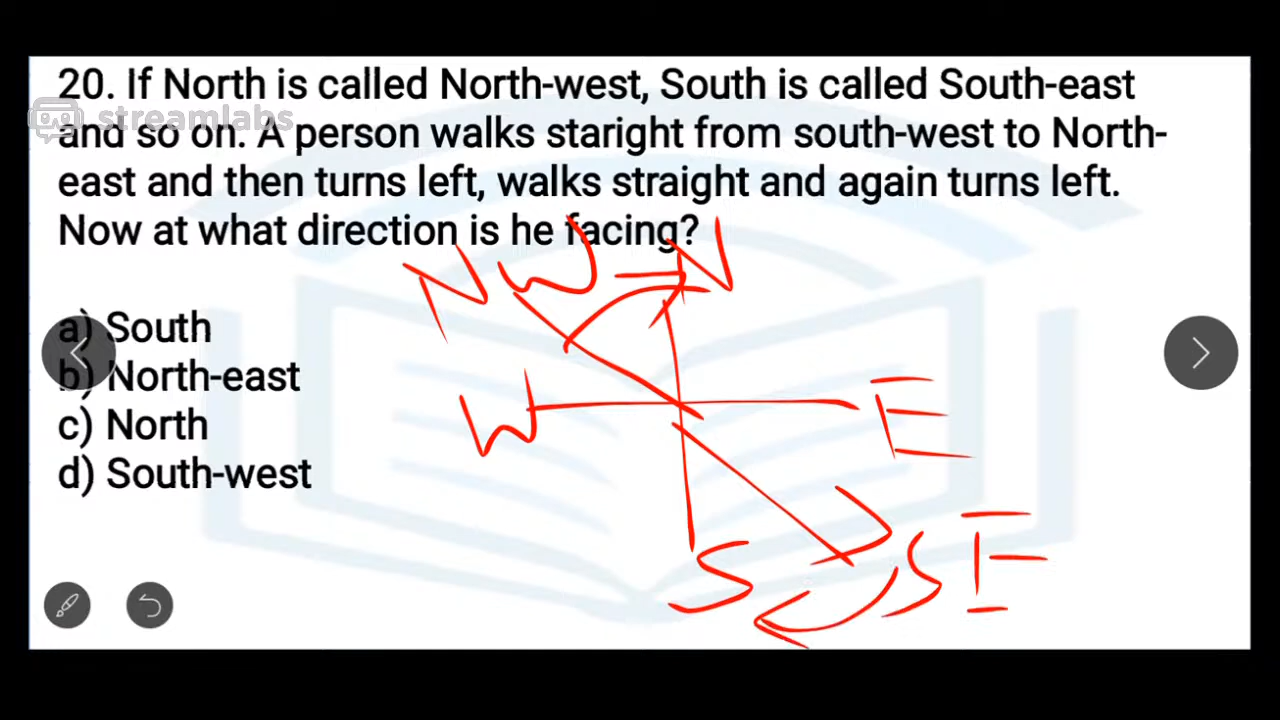 20. If North is called North-west, South is called South-east
streamlabs
and so on. A person walks staright from south-west to North-
east and then turns left, walks straight and again turns left.
Now at what direction is he facing?
NW N
a) South
b) North-east
W E
c) North
d) South-west
S SE